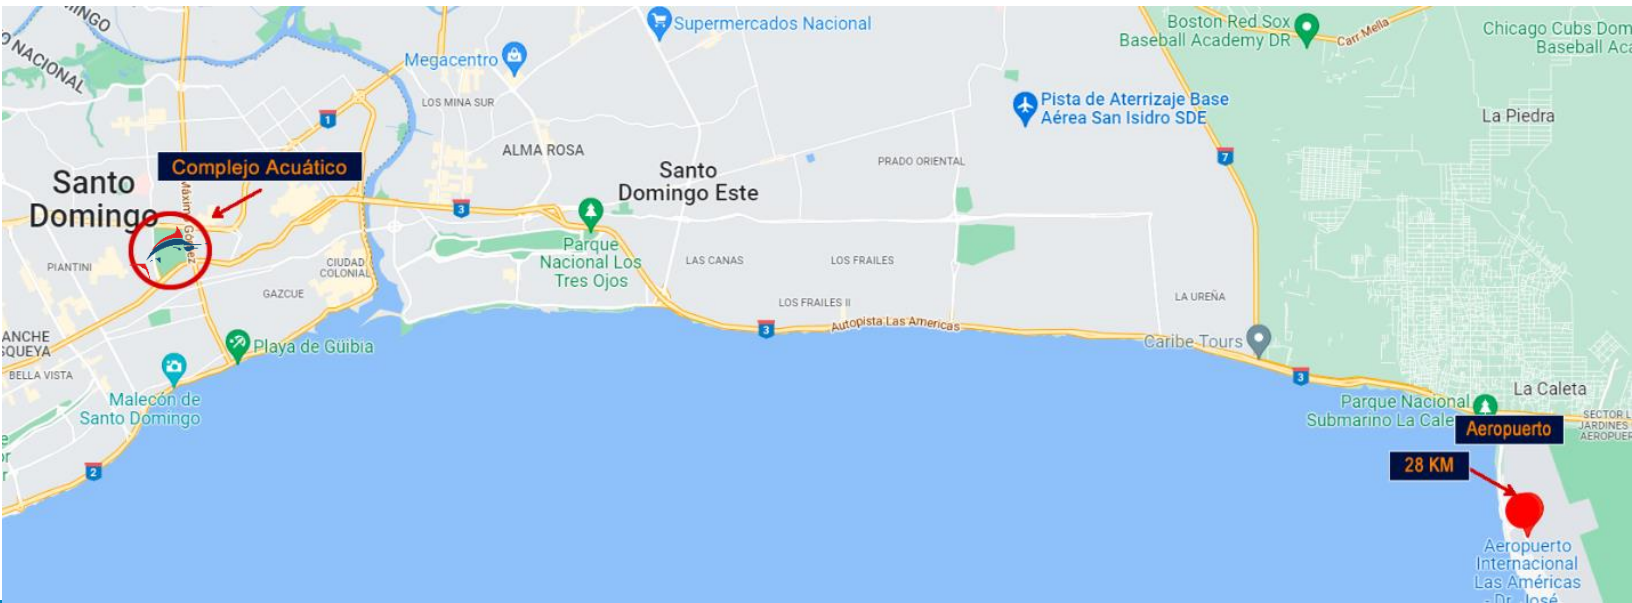 MINGO
O NACIONAL
Supermercados Nacional
Boston Red Sox
Baseball Academy DR
Carr. Mella
Chicago Cubs Dom
Baseball Aca
Megacentro
LOS MINA SUR
1
Pista de Aterrizaje Base
Aérea San Isidro SDE
La Piedra
ALMA ROSA
Complejo Acuático
Santo
Domingo
Máximo Gómez
Santo
Domingo Este
PRADO ORIENTAL
7
3
PIANTINI
CIUDAD
COLONIAL
GAZCUE
Parque
Nacional Los
Tres Ojos
LAS CANAS
LOS FRAILES
LOS FRAILES II
LA UREÑA
3
Autopista Las Americas
Caribe Tours
ANCHE
SQUEYA
BELLA VISTA
Playa de Güibia
Malecón de
Santo Domingo
2
3
La Caleta
Parque Nacional
Submarino La Cale
SECTOR L
JARDINES
AEROPUER
Aeropuerto
28 KM
Aeropuerto
Internacional
Las Américas
- Dr. José